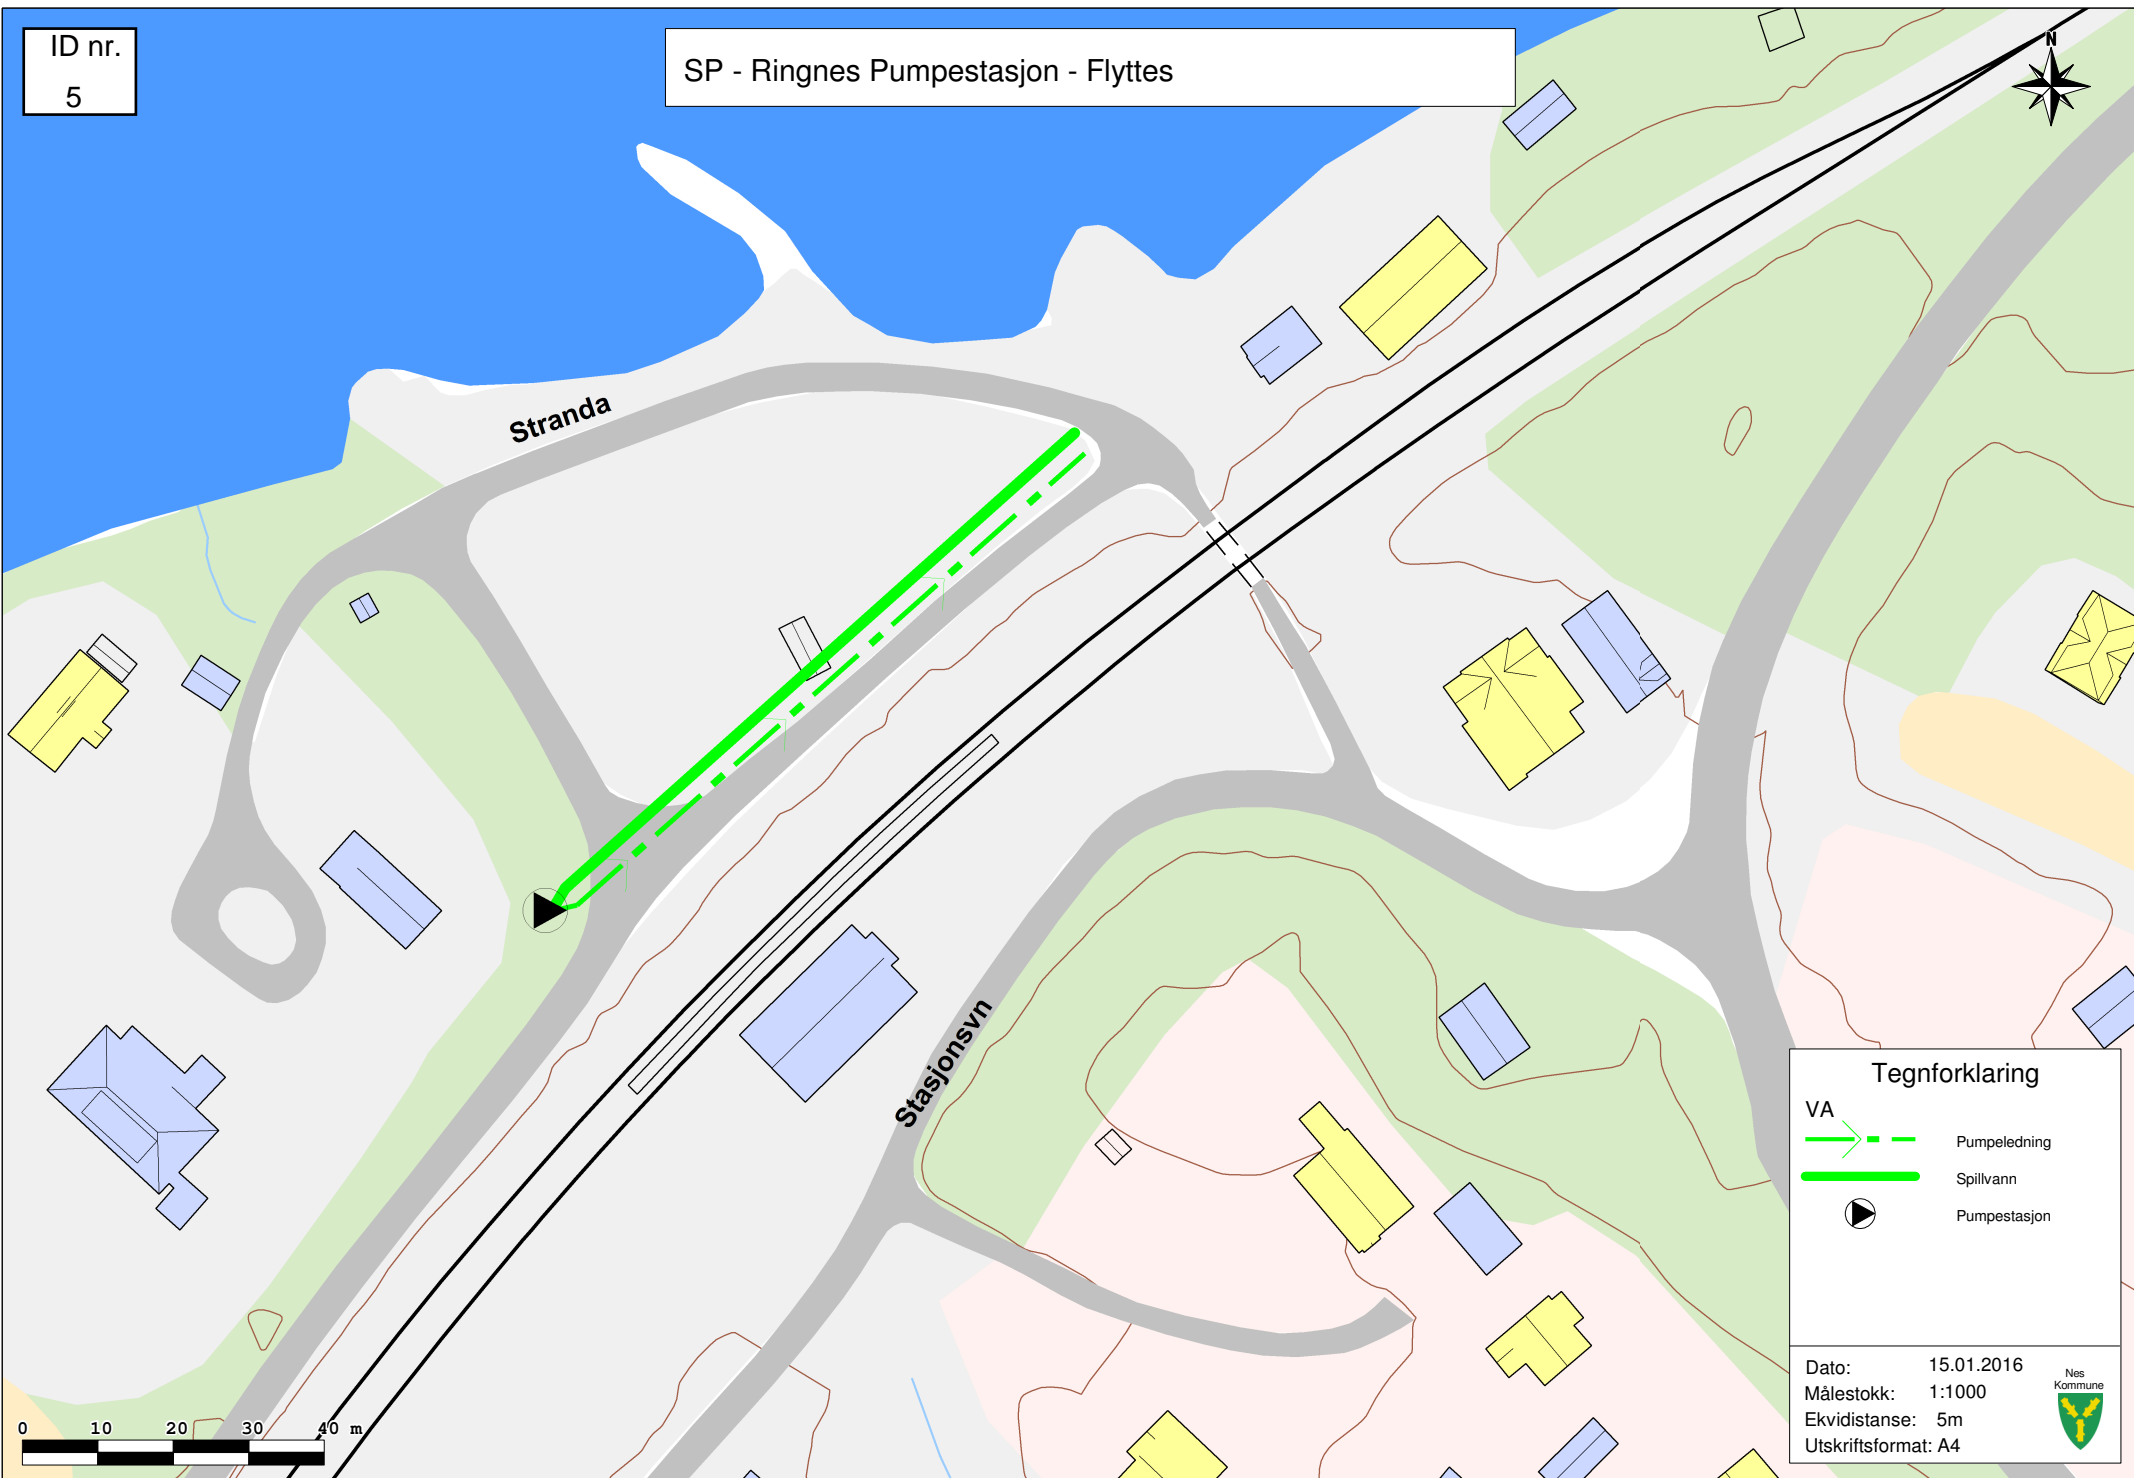 ID nr.
5
SP - Ringnes Pumpestasjon - Flyttes
N
Stranda
Stasjonsvn
Tegnforklaring
VA
Pumpeledning
Spillvann
Pumpestasjon
Dato: 15.01.2016
Målestokk: 1:1000
Ekvidistanse: 5m
Utskriftsformat: A4
Nes
Kommune
0 10 20 30 40 m